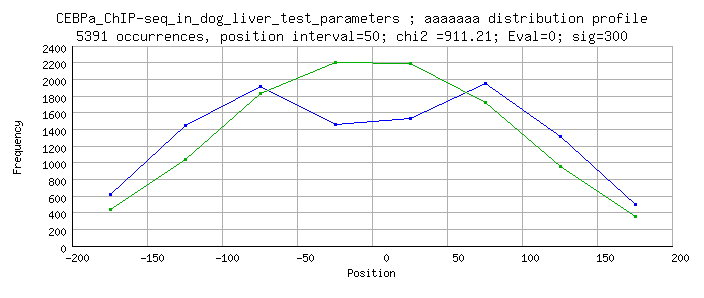 CEBPa_ChIP-seq_in_dog_liver_test_parameters ; aaaaaaa distribution profile
5391 occurrences, position interval=50; chi2 =911.21; Eval=0; sig=300
2400
2200
2000
1800
1600
1400
1200
1000
800
600
400
200
0
Frequency
-200 -150 -100 -50 0 50 100 150 200
Position